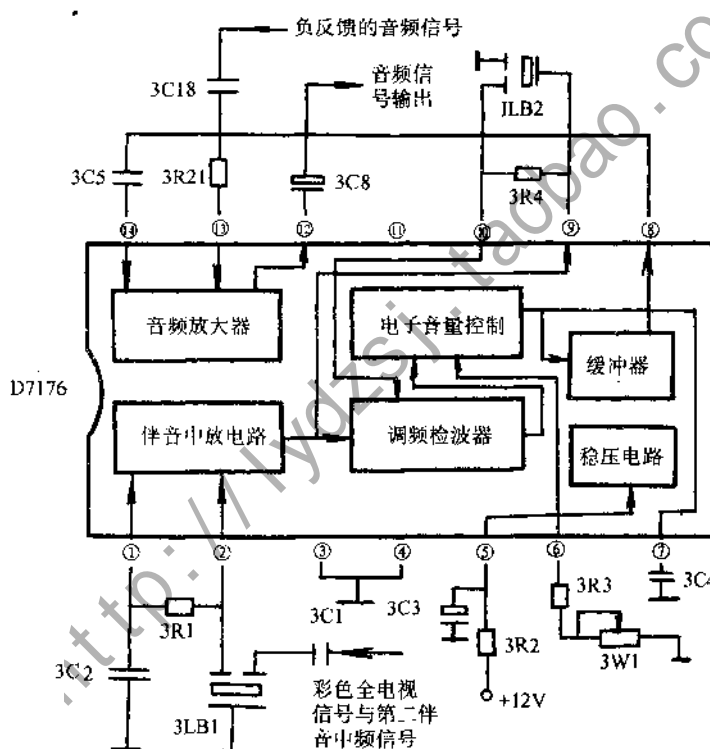 负反馈的音频信号
音频信
号输出
3C18
JLB2
3C5
3R21
3C8
3R4
⑭
⑬
⑫
⑪
⑩
⑨
⑧
音频放大器
电子音量控制
缓冲器
D7176
伴音中放电路
调频检波器
稳压电路
①
②
③
④
⑤
⑥
⑦
3R1
3C1
3C3
3R3
3C4
3C2
3R2
3W1
3LB1
彩色全电视
信号与第二伴
音中频信号
+12V
http://lydzsj.taobao.co